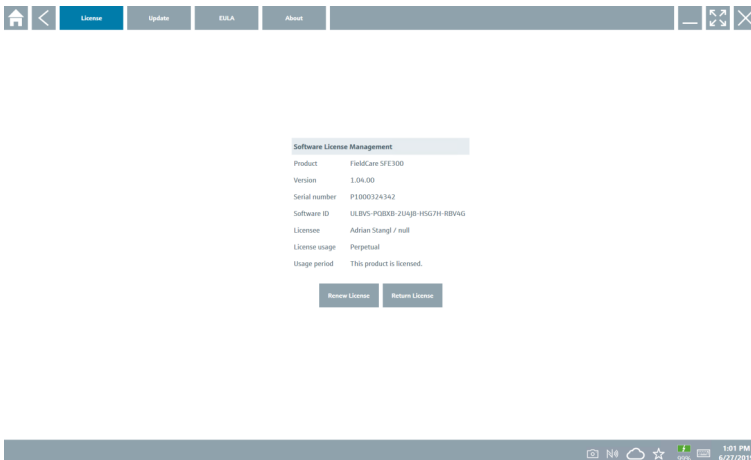 License Update EULA About
Software License Management
Product FieldCare SFE300
Version 1.04.00
Serial number P1000324342
Software ID ULBVS-PQBXB-2U4J8-HSG7H-RBV4G
Licensee Adrian Stangl / null
License usage Perpetual
Usage period This product is licensed.
Renew License Return License
1:01 PM